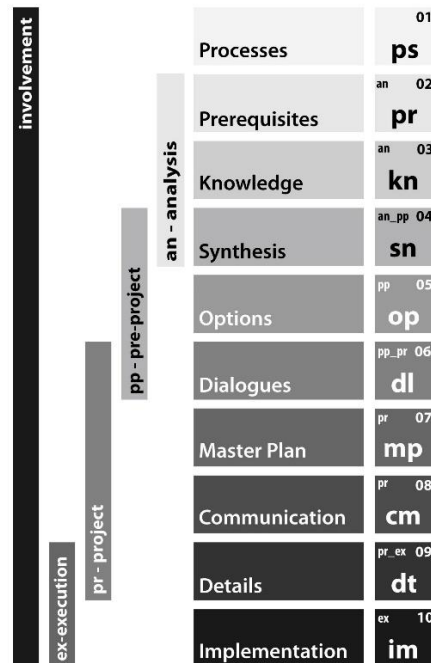 involvement
ex-execution
pr - project
pp - pre-project
an - analysis
Processes
01
ps
Prerequisites
an 02
pr
Knowledge
an 03
kn
Synthesis
an_pp 04
sn
Options
pp 05
op
Dialogues
pp_pr 06
dl
Master Plan
pr 07
mp
Communication
pr 08
cm
Details
pr_ex 09
dt
Implementation
ex 10
im